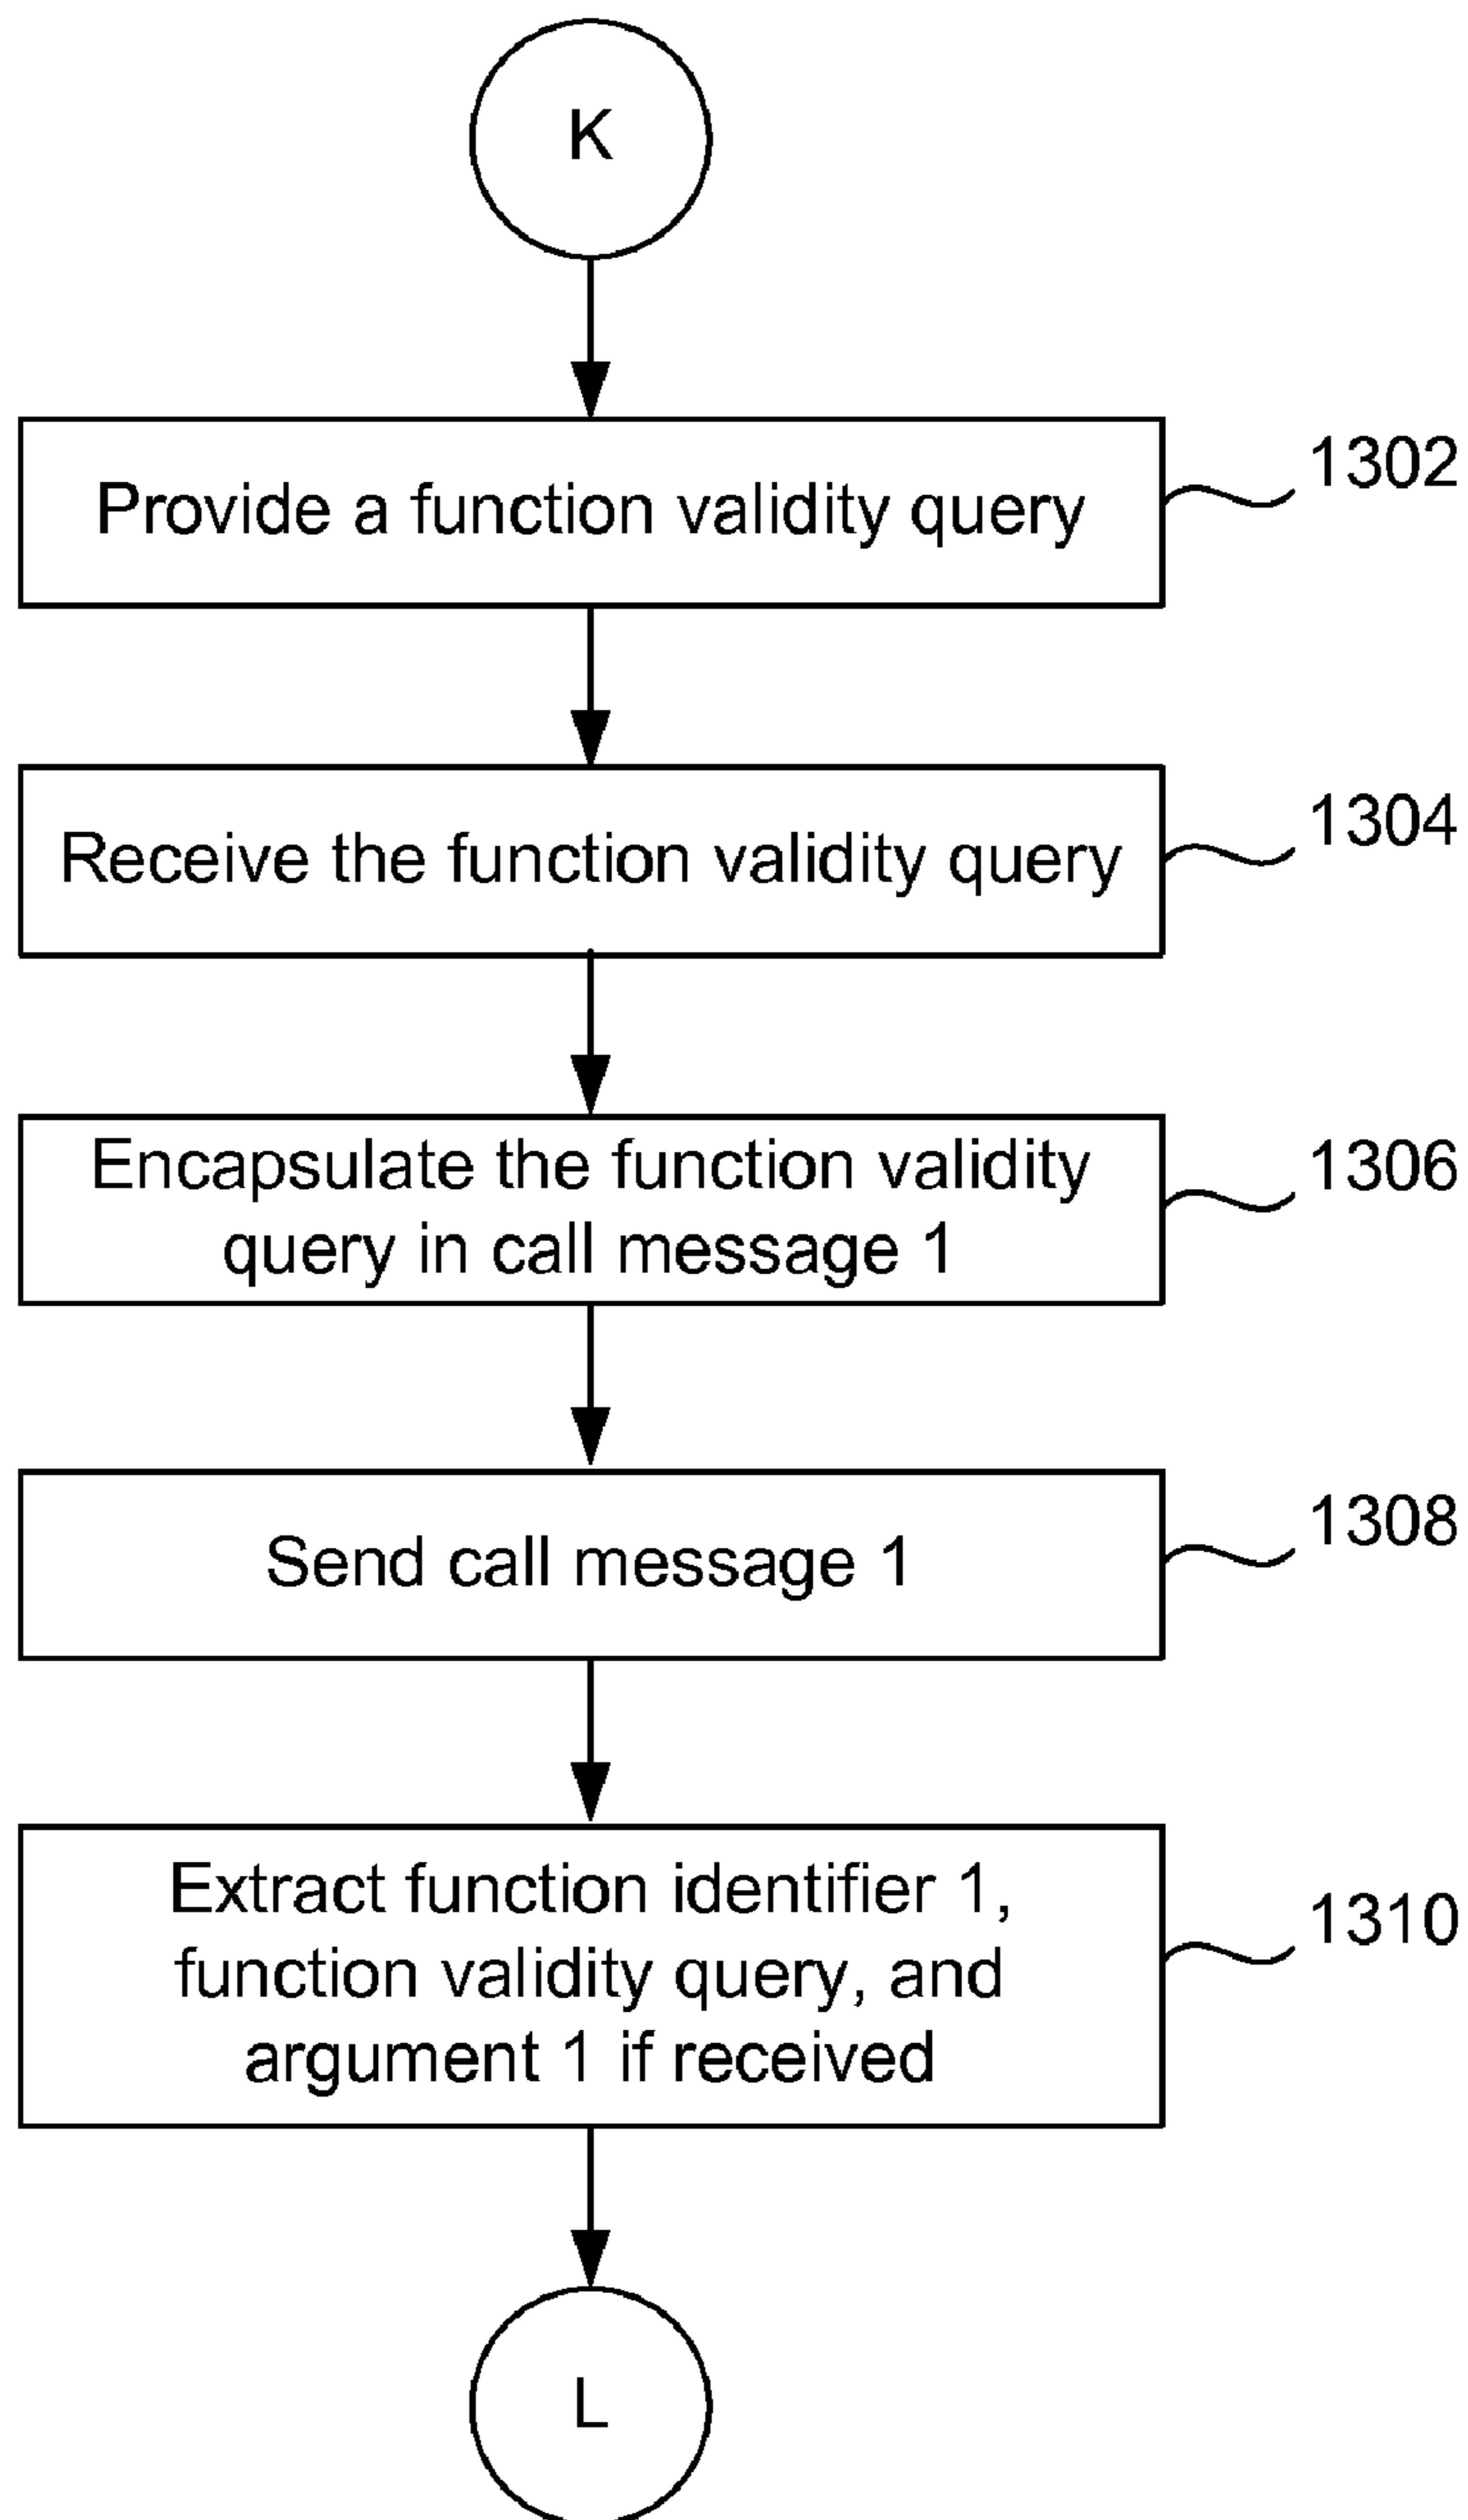 K
Provide a function validity query
1302
Receive the function validity query
1304
Encapsulate the function validity
query in call message 1
1306
Send call message 1
1308
Extract function identifier 1,
function validity query, and
argument 1 if received
1310
L